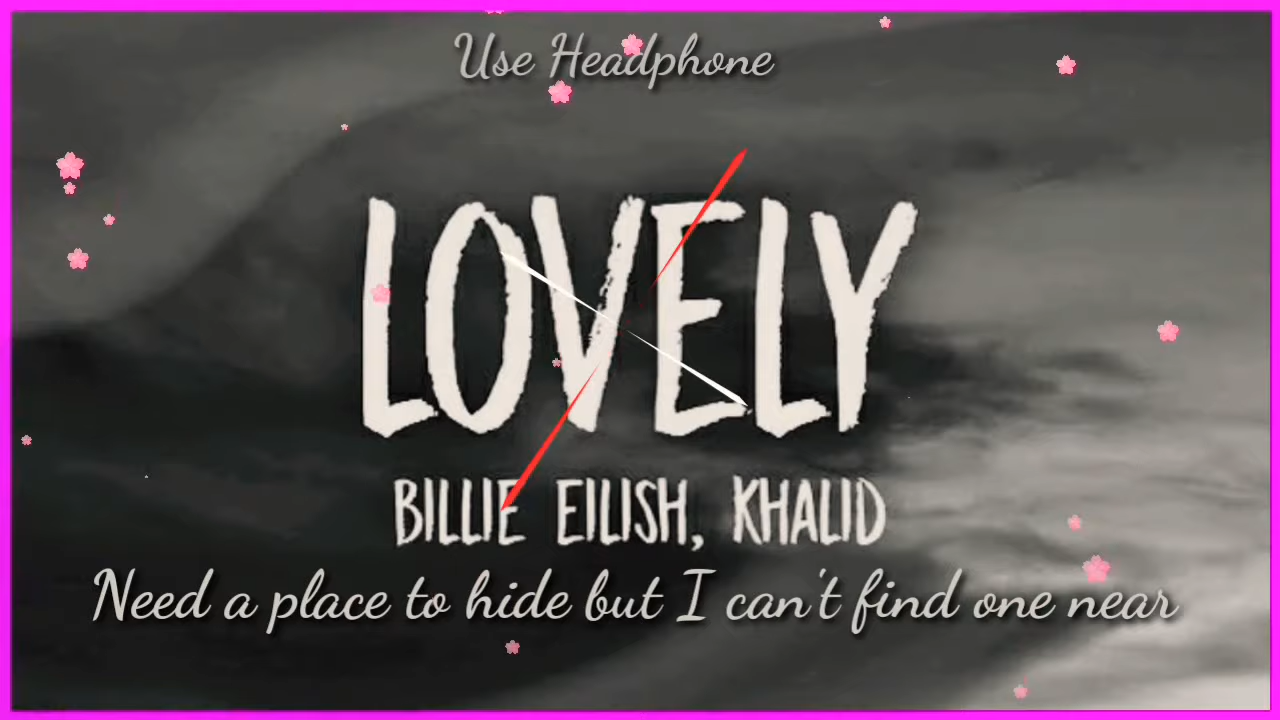 Use Headphone
LOVELY
BILLIE EILISH, KHALID
Need a place to hide but I can't find one near